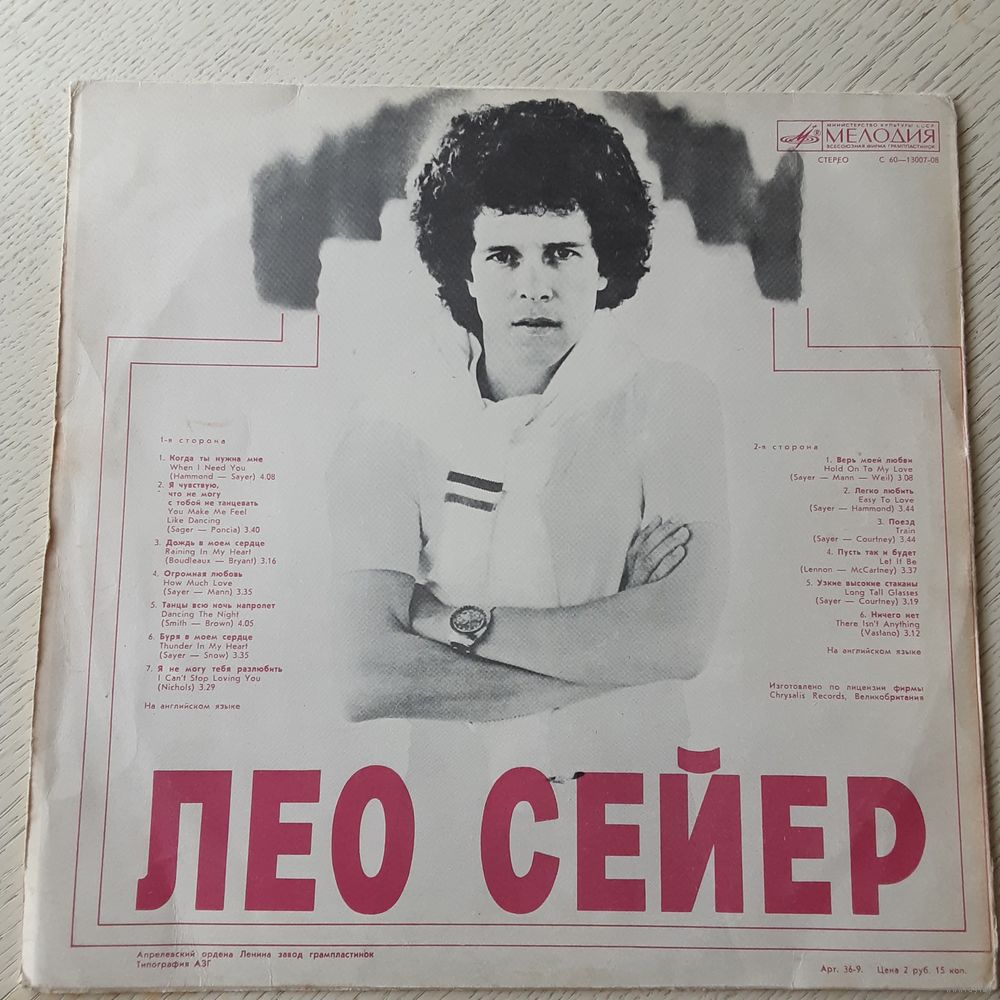 МИНИСТЕРСТВО КУЛЬТУРЫ СССР
МЕЛОДИЯ
ВСЕСОЮЗНАЯ ФИРМА ГРАМПЛАСТИНОК
СТЕРЕО С 60—13007-08
1-я сторона
1. Когда ты нужна мне
When I Need You
(Hammond — Sayer) 4.08
2. Я чувствую,
что не могу
с тобой не танцевать
You Make Me Feel
Like Dancing
(Sager — Poncia) 3.40
3. Дождь в моем сердце
Raining In My Heart
(Boudleaux — Bryant) 3.16
4. Огромная любовь
How Much Love
(Sayer — Mann) 3.35
5. Танцы всю ночь напролет
Dancing The Night
(Smith — Brown) 4.05
6. Буря в моем сердце
Thunder In My Heart
(Sayer — Snow) 3.35
7. Я не могу тебя разлюбить
I Can't Stop Loving You
(Nichols) 3.29
На английском языке
2-я сторона
1. Верь моей любви
Hold On To My Love
(Sayer — Mann — Weil) 3.08
2. Легко любить
Easy To Love
(Sayer — Hammond) 3.44
3. Поезд
Train
(Sayer — Courtney) 3.44
4. Пусть так и будет
Let It Be
(Lennon — McCartney) 3.37
5. Узкие высокие стаканы
Long Tall Glasses
(Sayer — Courtney) 3.19
6. Ничего нет
There Isn't Anything
(Vastano) 3.12
На английском языке
Изготовлено по лицензии фирмы
Chrysalis Records, Великобритания
ЛЕО СЕЙЕР
Апрелевский ордена Ленина завод грампластинок
Типография АЗГ
Арт. 36-9. Цена 2 руб. 15 коп.